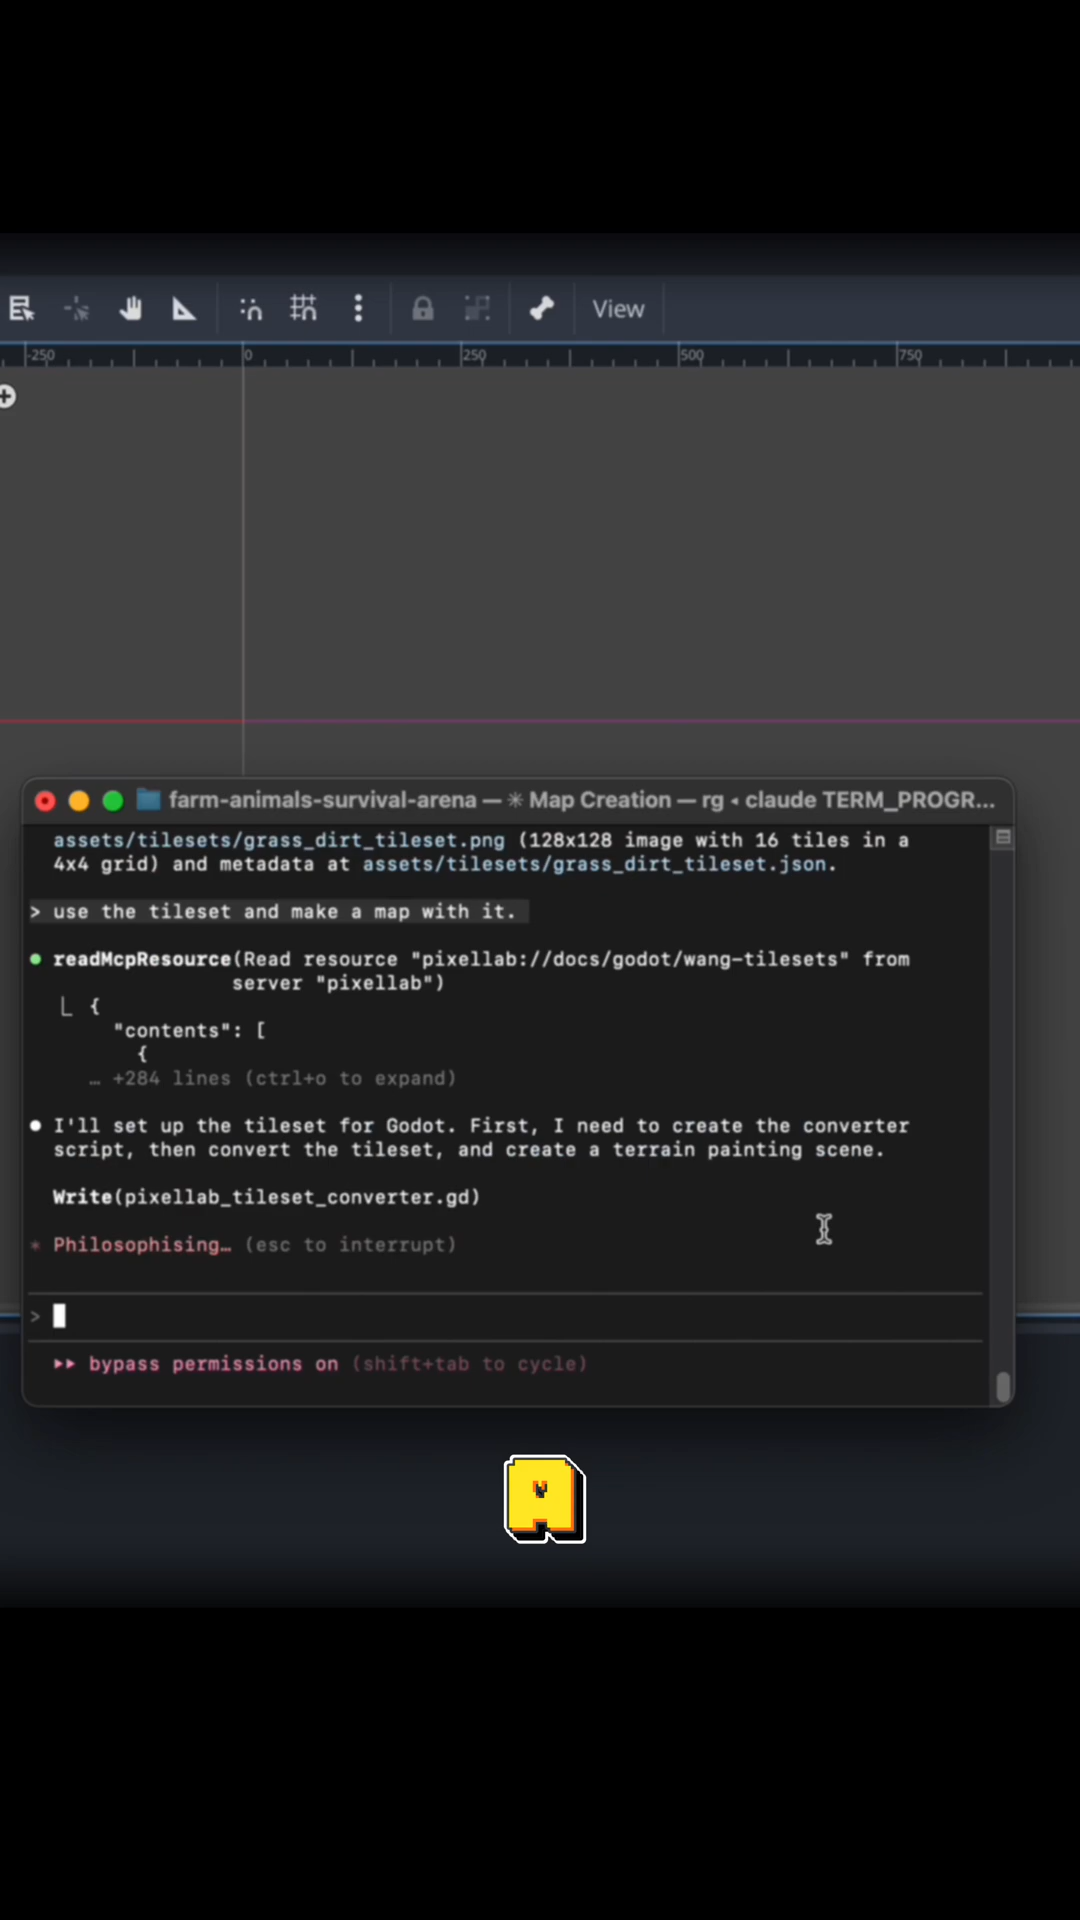 View
-250
0
250
500
750
farm-animals-survival-arena — ✳ Map Creation — rg ◂ claude TERM_PROGR...
assets/tilesets/grass_dirt_tileset.png (128x128 image with 16 tiles in a
4x4 grid) and metadata at assets/tilesets/grass_dirt_tileset.json.
> use the tileset and make a map with it.
● readMcpResource(Read resource "pixellab://docs/godot/wang-tilesets" from
server "pixellab")
⎿ {
"contents": [
{
… +284 lines (ctrl+o to expand)
● I'll set up the tileset for Godot. First, I need to create the converter
script, then convert the tileset, and create a terrain painting scene.
Write(pixellab_tileset_converter.gd)
* Philosophising… (esc to interrupt)
>
▸▸ bypass permissions on (shift+tab to cycle)
A